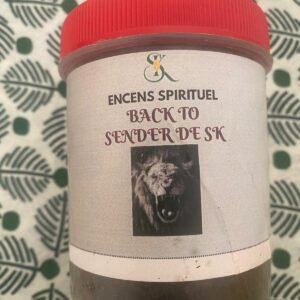 SK
ENCENS SPIRITUEL
BACK TO
SENDER DE SK